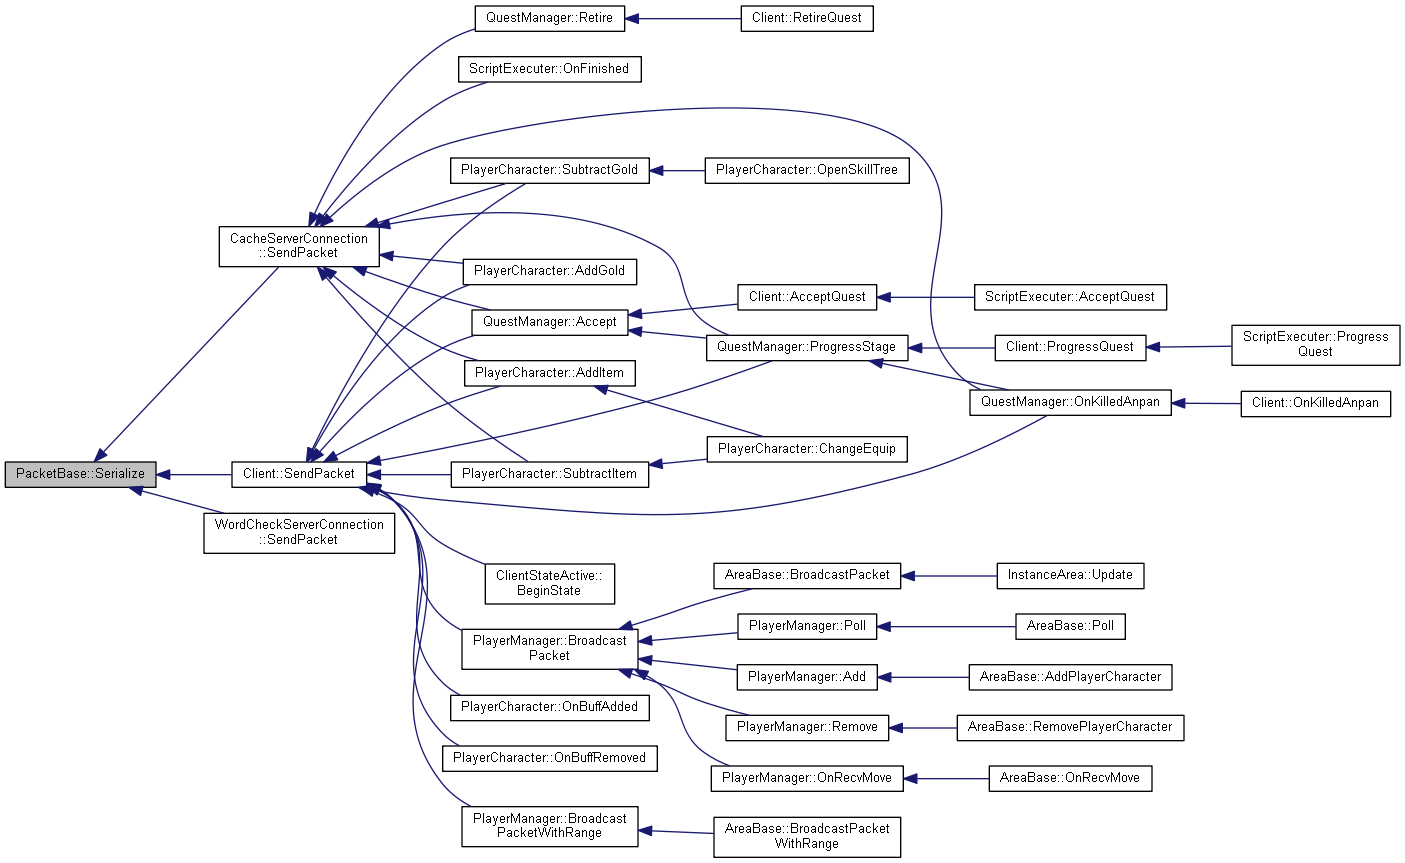 QuestManager::Retire
Client::RetireQuest
ScriptExecuter::OnFinished
PlayerCharacter::SubtractGold
PlayerCharacter::OpenSkillTree
CacheServerConnection
::SendPacket
PlayerCharacter::AddGold
Client::AcceptQuest
ScriptExecuter::AcceptQuest
QuestManager::Accept
QuestManager::ProgressStage
Client::ProgressQuest
ScriptExecuter::Progress
Quest
PlayerCharacter::AddItem
QuestManager::OnKilledAnpan
Client::OnKilledAnpan
PlayerCharacter::ChangeEquip
PacketBase::Serialize
Client::SendPacket
PlayerCharacter::SubtractItem
WordCheckServerConnection
::SendPacket
ClientStateActive::
BeginState
AreaBase::BroadcastPacket
InstanceArea::Update
PlayerManager::Broadcast
Packet
PlayerManager::Poll
AreaBase::Poll
PlayerManager::Add
AreaBase::AddPlayerCharacter
PlayerCharacter::OnBuffAdded
PlayerManager::Remove
AreaBase::RemovePlayerCharacter
PlayerCharacter::OnBuffRemoved
PlayerManager::OnRecvMove
AreaBase::OnRecvMove
PlayerManager::Broadcast
PacketWithRange
AreaBase::BroadcastPacket
WithRange